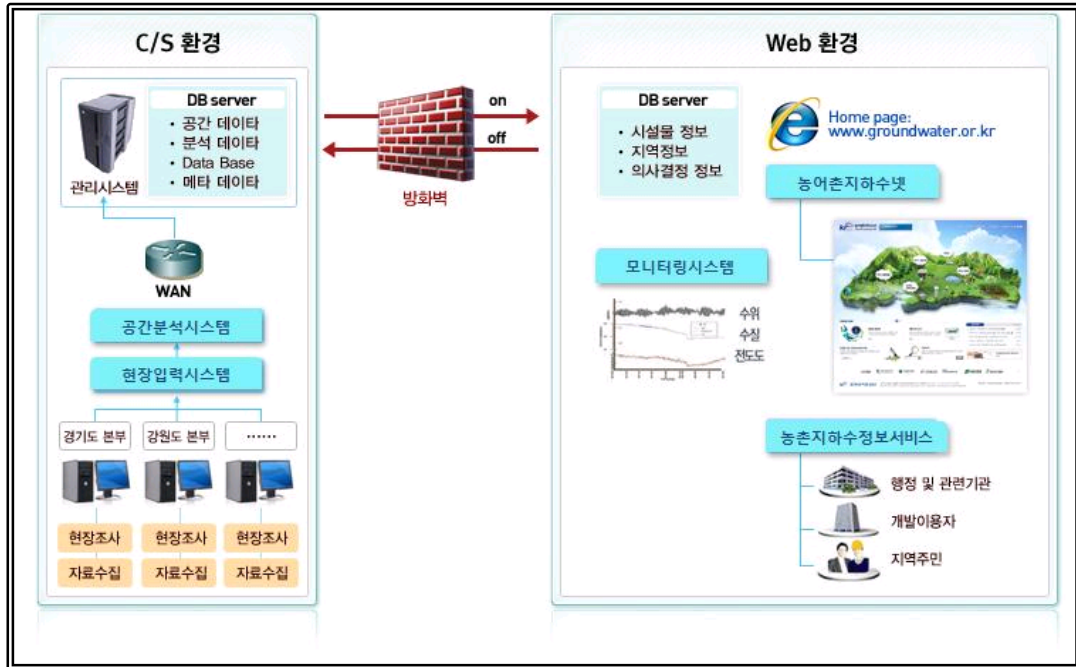 C/S 환경
DB server
• 공간 데이타
• 분석 데이타
• Data Base
• 메타 데이타
관리시스템
WAN
공간분석시스템
현장입력시스템
경기도 본부
강원도 본부
······
현장조사
현장조사
현장조사
자료수집
자료수집
자료수집
on
off
방화벽
Web 환경
DB server
• 시설물 정보
• 지역정보
• 의사결정 정보
Home page:
www.groundwater.or.kr
농어촌지하수넷
모니터링시스템
수위
수질
전도도
농촌지하수정보서비스
행정 및 관련기관
개발이용자
지역주민